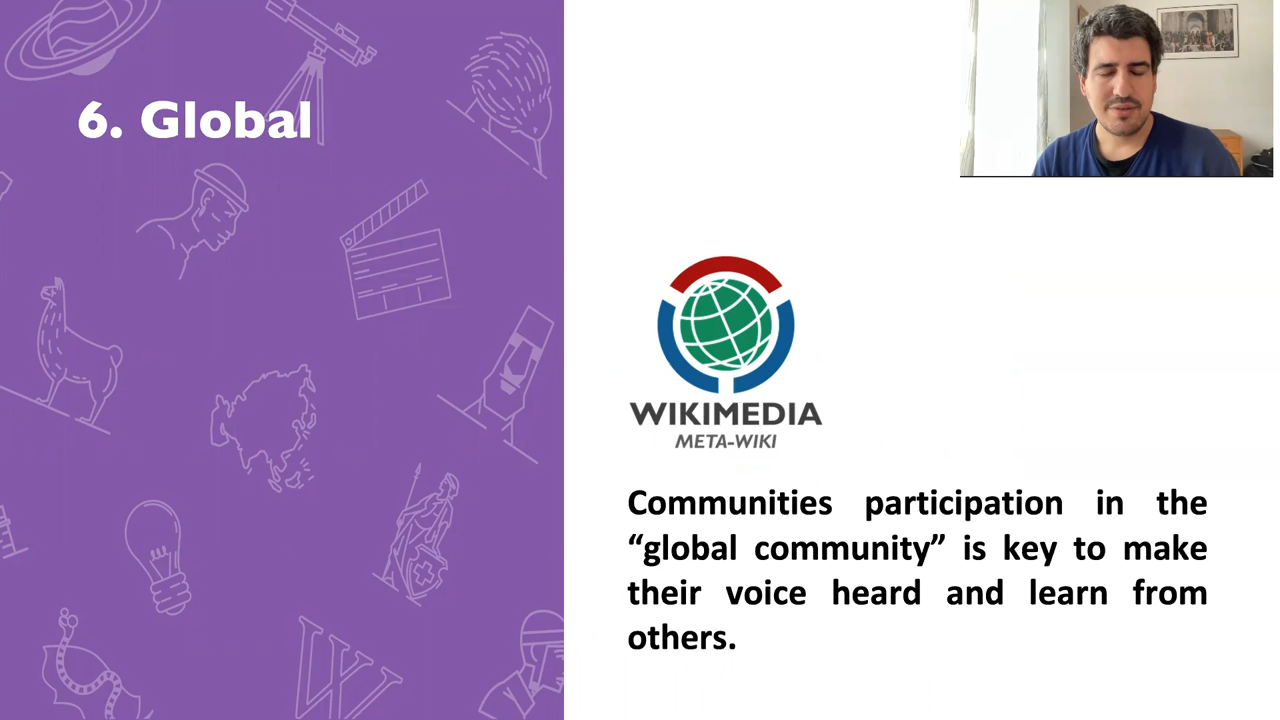 6. Global
WIKIMEDIA
META-WIKI
Communities participation in the
“global community” is key to make
their voice heard and learn from
others.